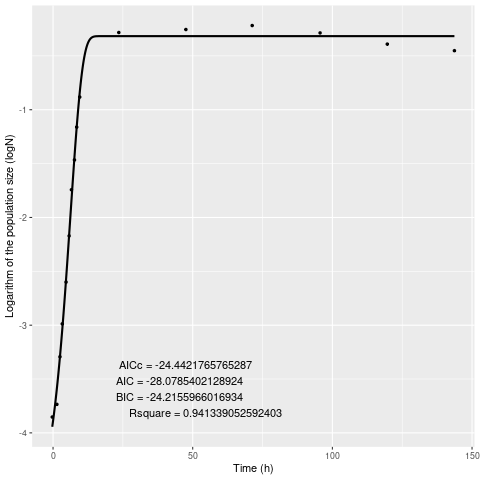 Logarithm of the population size (logN)
-1
-2
-3
-4
AICc = -24.4421765765287
AIC = -28.0785402128924
BIC = -24.2155966016934
Rsquare = 0.941339052592403
0
50
100
150
Time (h)